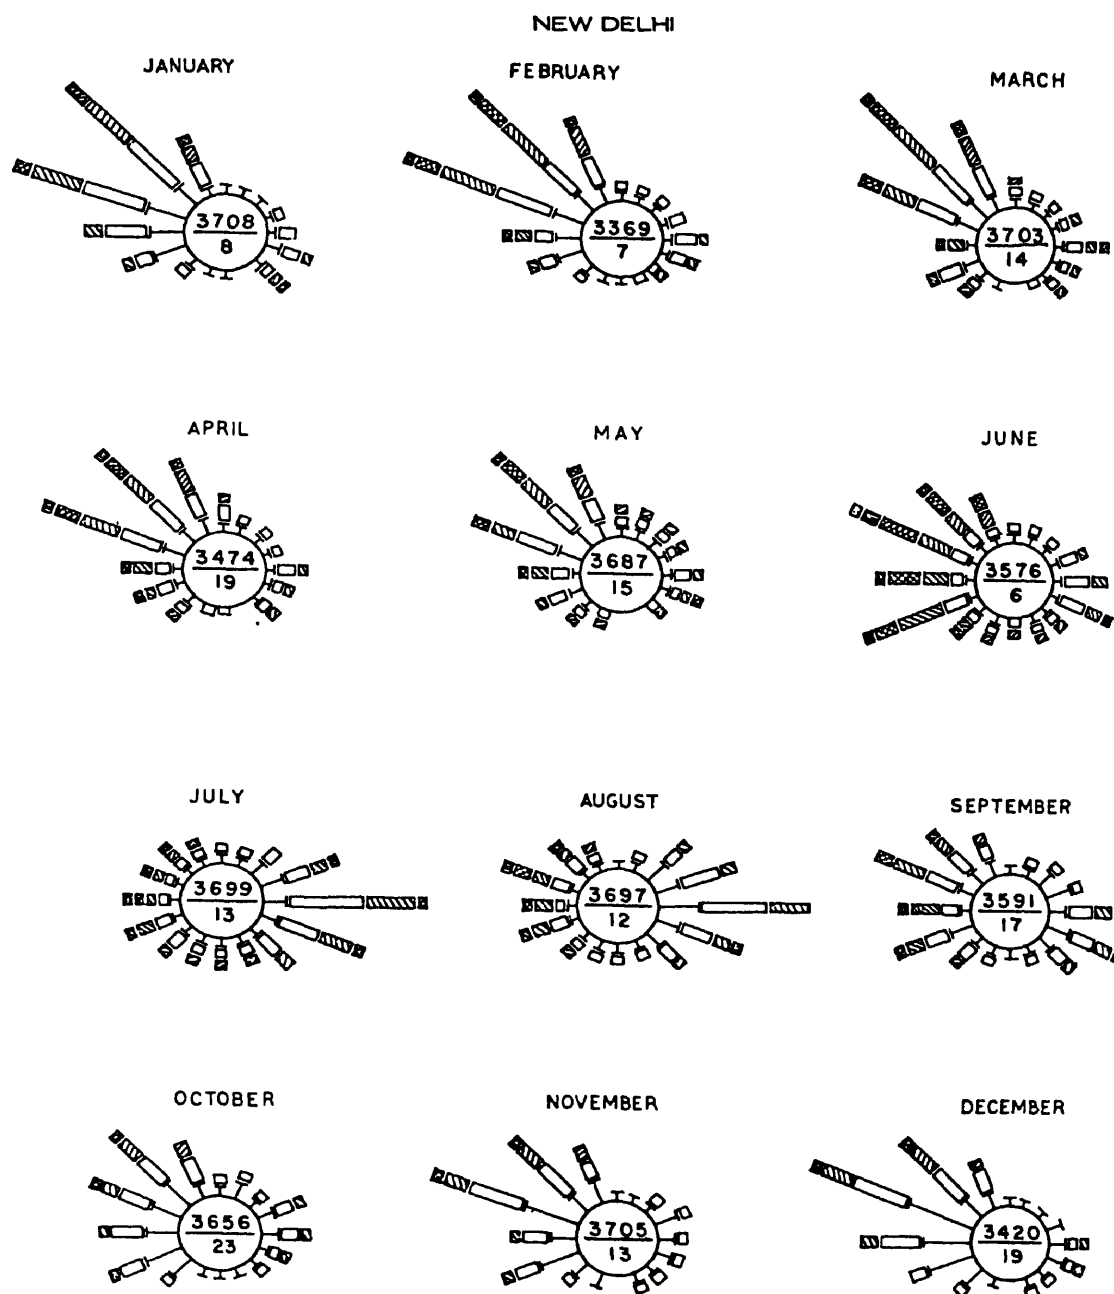 NEW DELHI
JANUARY
FEBRUARY
MARCH
3708
8
3369
7
3703
14
APRIL
MAY
JUNE
3474
19
3687
15
3576
6
JULY
AUGUST
SEPTEMBER
3699
13
3697
12
3591
17
OCTOBER
NOVEMBER
DECEMBER
3656
23
3705
13
3420
19